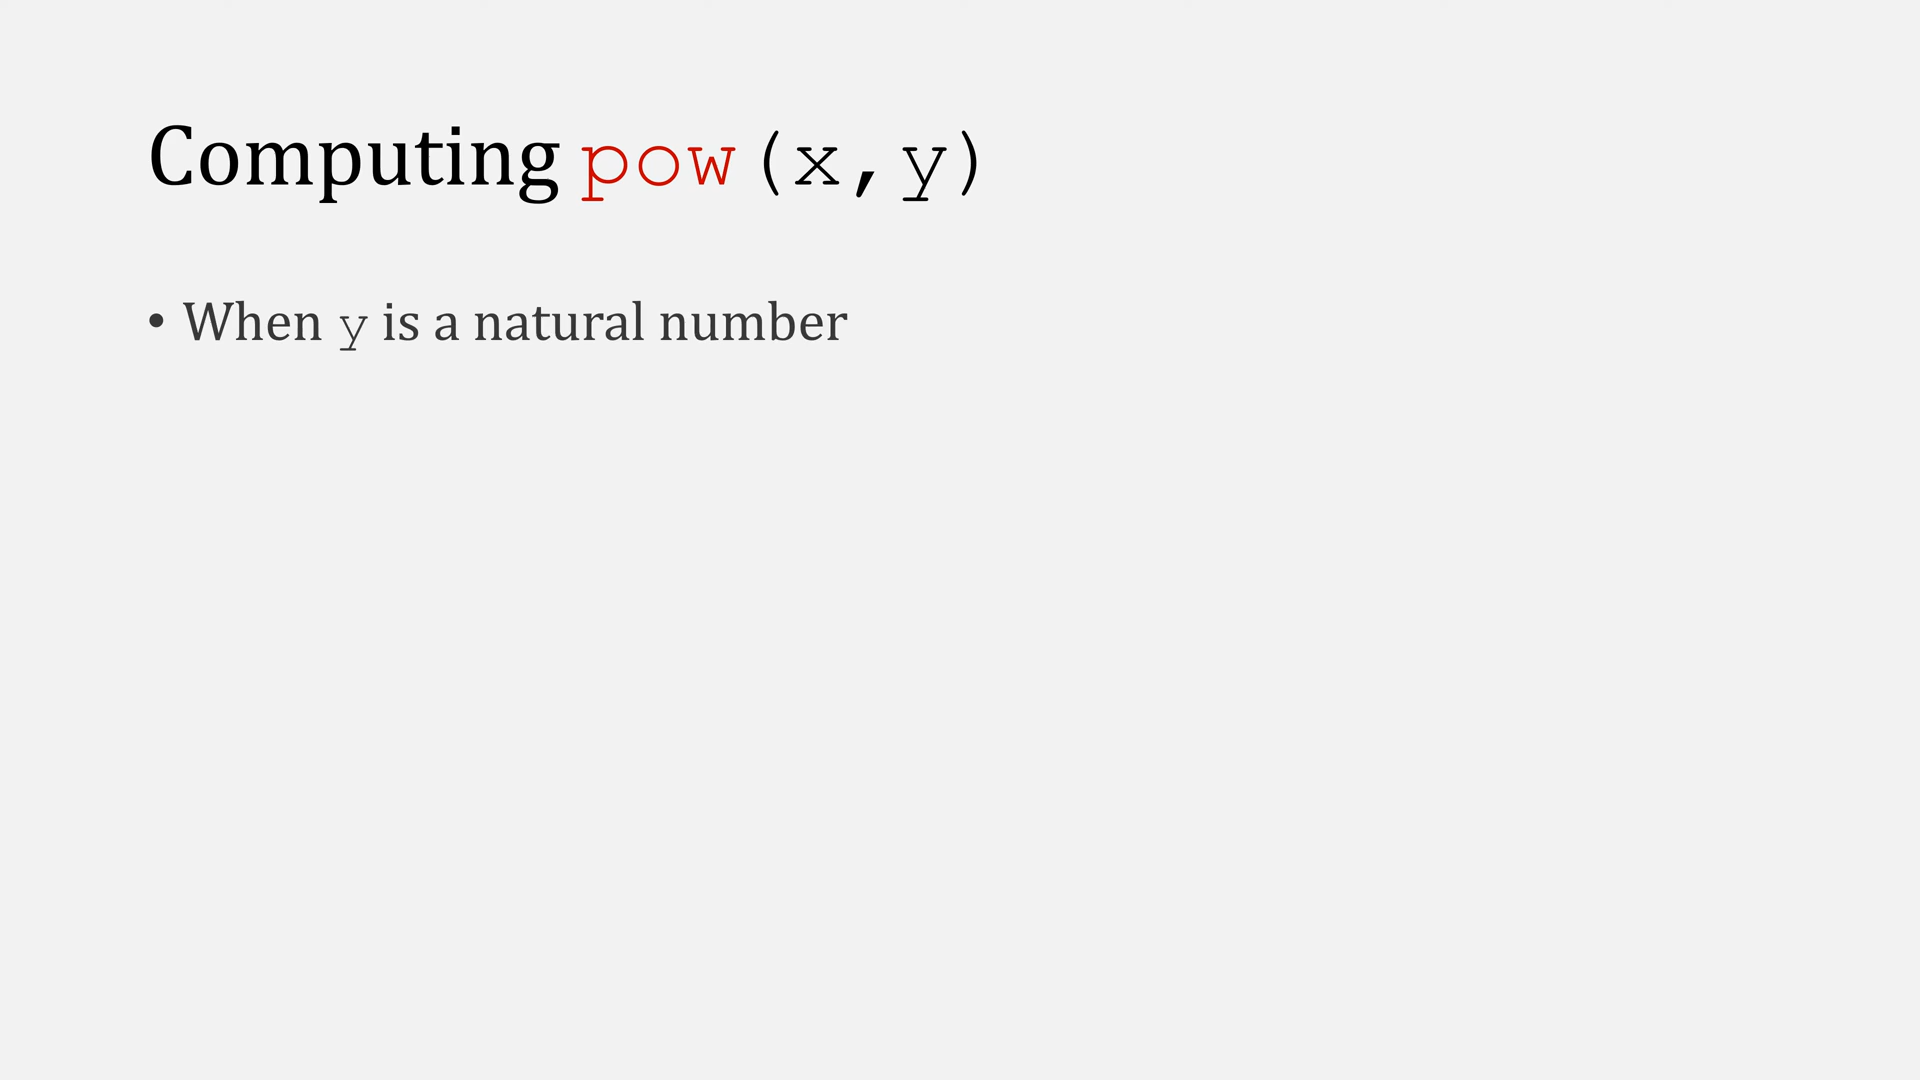 Computing pow(x,y)
• When y is a natural number